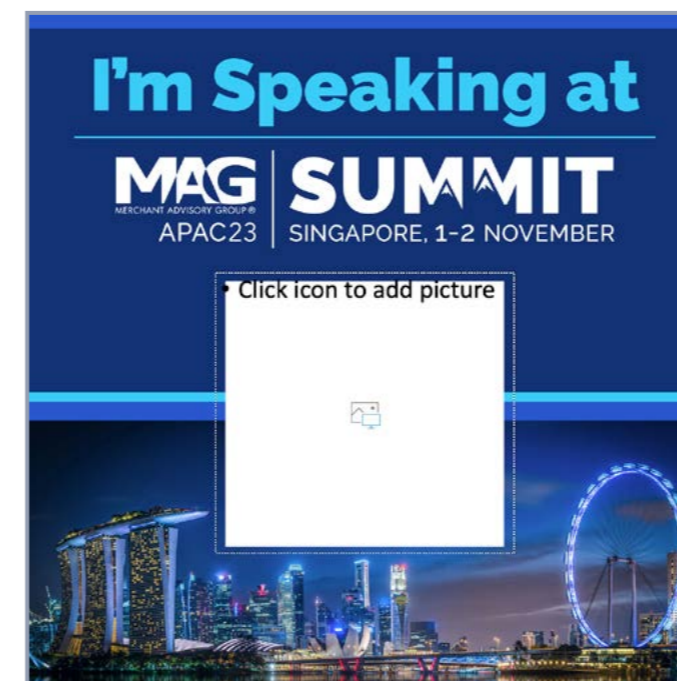 I'm Speaking at
MAG | SUMMIT
MERCHANT ADVISORY GROUP®
APAC23 | SINGAPORE, 1-2 NOVEMBER
• Click icon to add picture